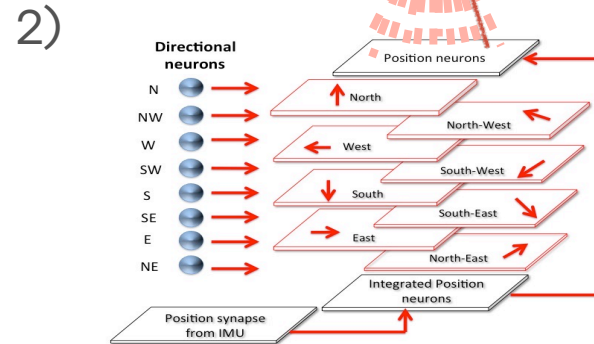 2)
Directional
neurons
N
NW
W
SW
S
SE
E
NE
Position neurons
North
North-West
West
South-West
South
South-East
East
North-East
Integrated Position
neurons
Position synapse
from IMU